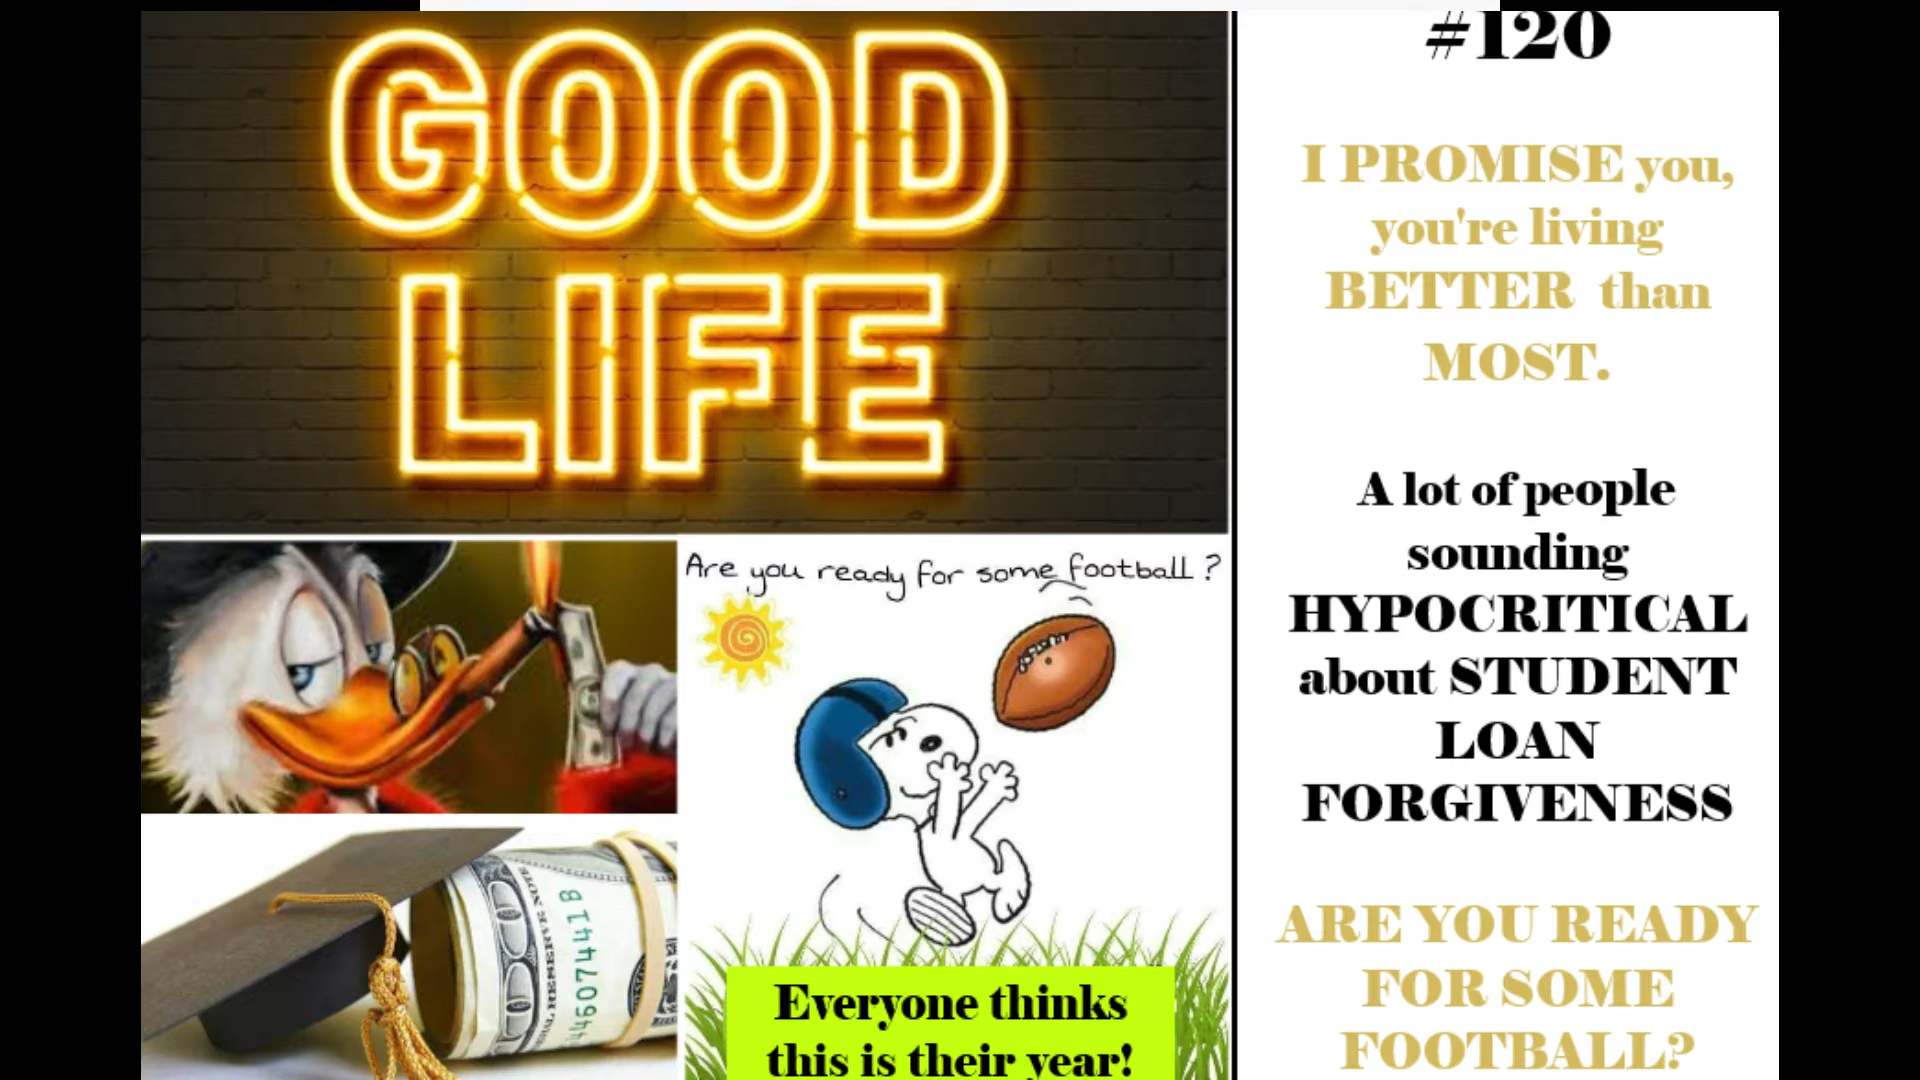 GOOD
LIFE
Are you ready for some football ?
Everyone thinks
this is their year!
#120
I PROMISE you,
you're living
BETTER than
MOST.
A lot of people
sounding
HYPOCRITICAL
about STUDENT
LOAN
FORGIVENESS
ARE YOU READY
FOR SOME
FOOTBALL?